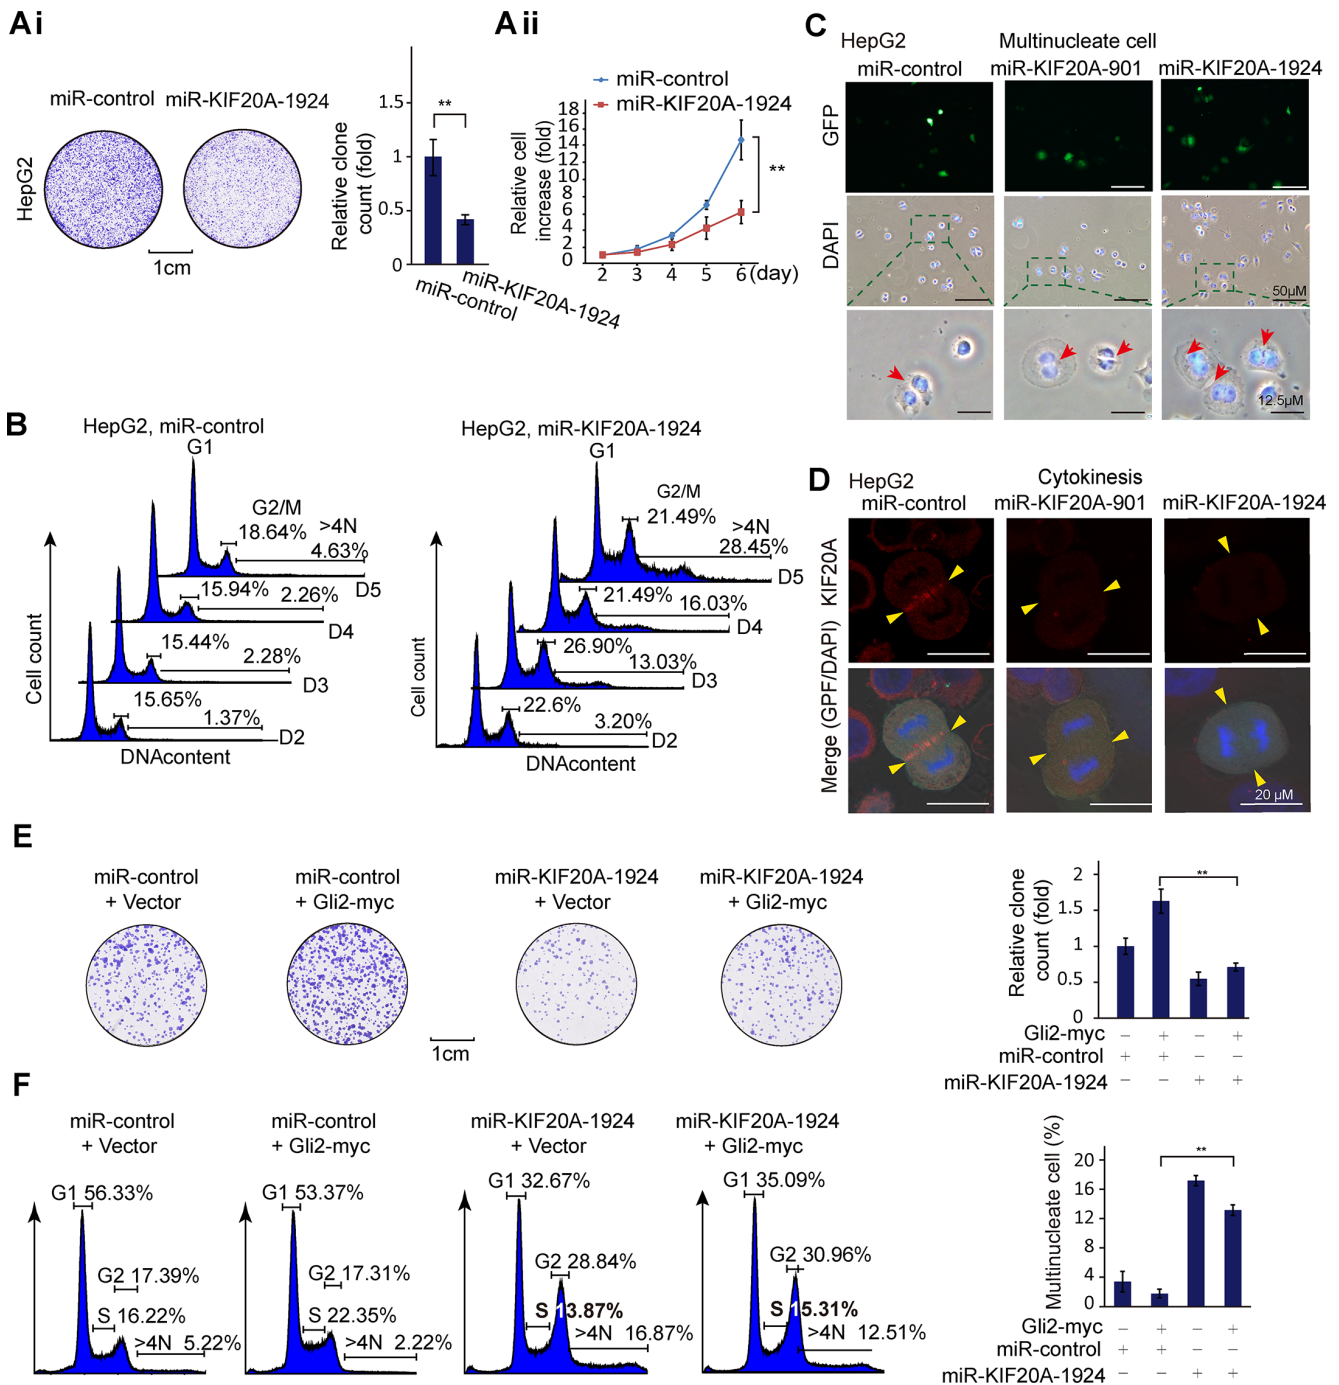 A i
miR-control miR-KIF20A-1924
HepG2
1cm
Relative clone
count (fold)
1.5
1
0.5
0
**
miR-control
miR-KIF20A-1924
A ii
miR-control
miR-KIF20A-1924
Relative cell
increase (fold)
18
16
14
12
10
8
6
4
2
0
**
2 3 4 5 6 (day)
C
HepG2 Multinucleate cell
miR-control miR-KIF20A-901 miR-KIF20A-1924
GFP
DAPI
50µM
12.5µM
B
HepG2, miR-control
G1
G2/M
18.64% >4N
4.63%
D5
15.94% 2.26%
D4
15.44%
2.28%
D3
15.65%
1.37%
D2
Cell count
DNAcontent
HepG2, miR-KIF20A-1924
G1
G2/M
21.49% >4N
28.45%
D5
21.49%
16.03%
D4
26.90%
13.03%
D3
22.6%
3.20%
D2
Cell count
DNAcontent
D
HepG2 Cytokinesis
miR-control miR-KIF20A-901 miR-KIF20A-1924
KIF20A
Merge (GPF/DAPI)
20 µM
E
miR-control
+ Vector
miR-control
+ Gli2-myc
miR-KIF20A-1924
+ Vector
miR-KIF20A-1924
+ Gli2-myc
1cm
Relative clone
count (fold)
2
1.5
1
0.5
0
**
Gli2-myc − + − +
miR-control + + − −
miR-KIF20A-1924 − − + +
F
miR-control
+ Vector
G1 56.33%
G2 17.39%
S 16.22%
>4N 5.22%
miR-control
+ Gli2-myc
G1 53.37%
G2 17.31%
S 22.35%
>4N 2.22%
miR-KIF20A-1924
+ Vector
G1 32.67%
G2 28.84%
S 13.87%
>4N 16.87%
miR-KIF20A-1924
+ Gli2-myc
G1 35.09%
G2 30.96%
S 15.31%
>4N 12.51%
Multinucleate cell (%)
20
16
12
8
4
0
**
Gli2-myc − + − +
miR-control + + − −
miR-KIF20A-1924 − − + +